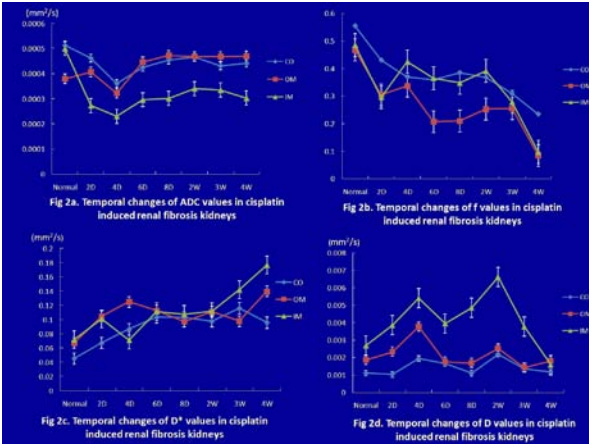 (mm²/s)
0.0006
0.0005
0.0004
0.0003
0.0002
0.0001
0
Normal 2D 4D 6D 8D 2W 3W 4W
CO
OM
IM
Fig 2a. Temporal changes of ADC values in cisplatin
induced renal fibrosis kidneys
0.6
0.5
0.4
0.3
0.2
0.1
0
Normal 2D 4D 6D 8D 2W 3W 4W
CO
OM
IM
Fig 2b. Temporal changes of f values in cisplatin
induced renal fibrosis kidneys
(mm²/s)
0.2
0.18
0.16
0.14
0.12
0.1
0.08
0.06
0.04
0.02
0
Normal 2D 4D 6D 8D 2W 3W 4W
CO
OM
IM
Fig 2c. Temporal changes of D* values in cisplatin
induced renal fibrosis kidneys
(mm²/s)
0.007
0.006
0.005
0.004
0.003
0.002
0.001
0
Normal 2D 4D 6D 8D 2W 3W 4W
CO
OM
IM
Fig 2d. Temporal changes of D values in cisplatin
induced renal fibrosis kidneys